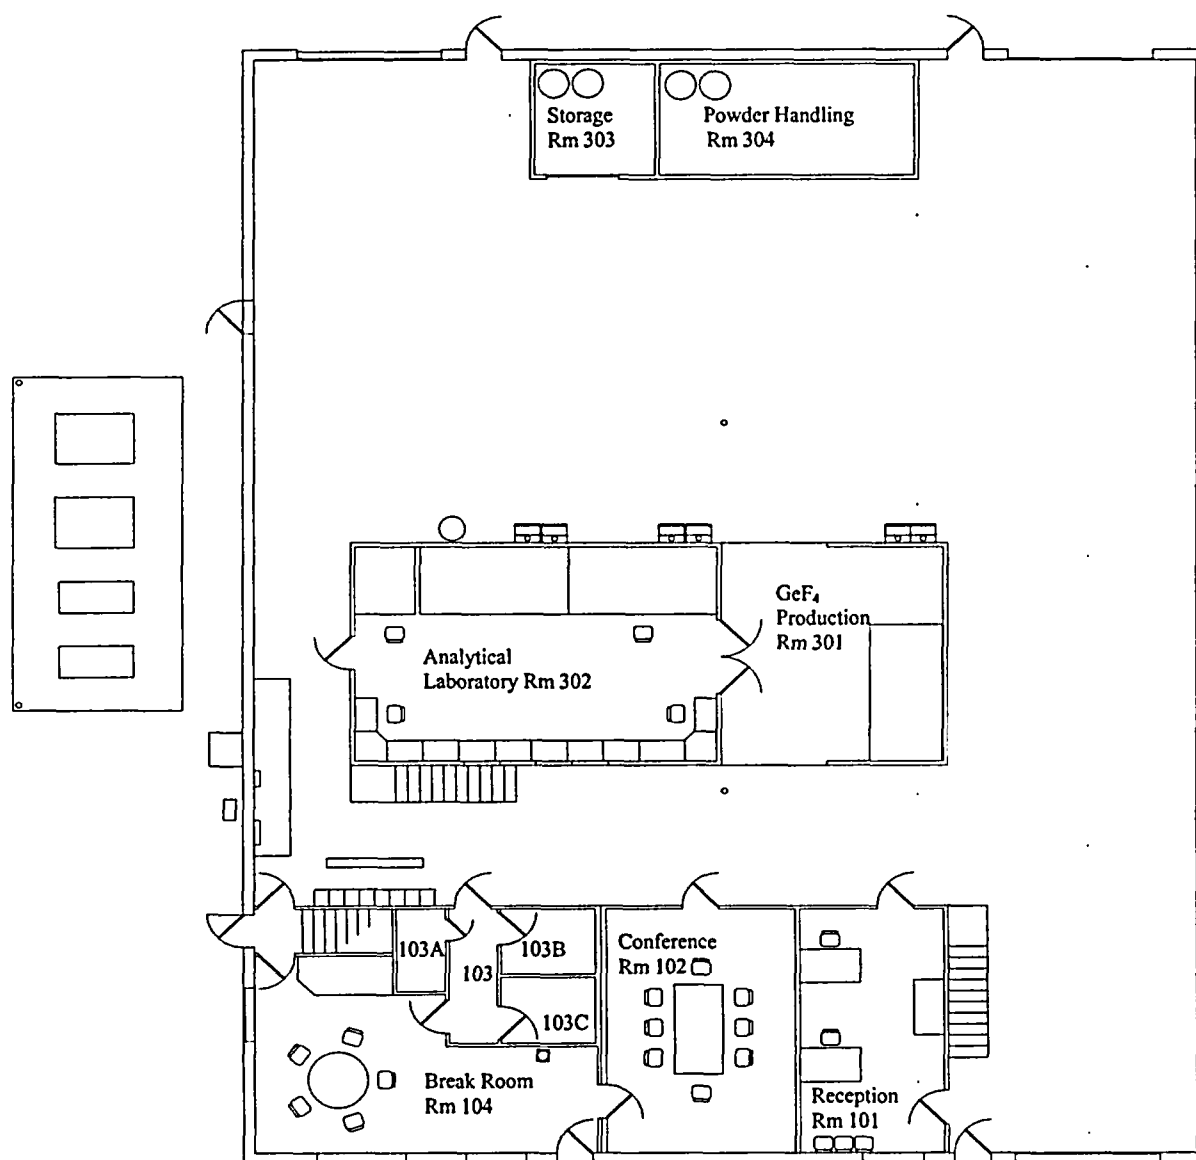 Storage
Rm 303
Powder Handling
Rm 304
GeF₄
Production
Rm 301
Analytical
Laboratory Rm 302
103A
103B
103
103C
Conference
Rm 102
Break Room
Rm 104
Reception
Rm 101